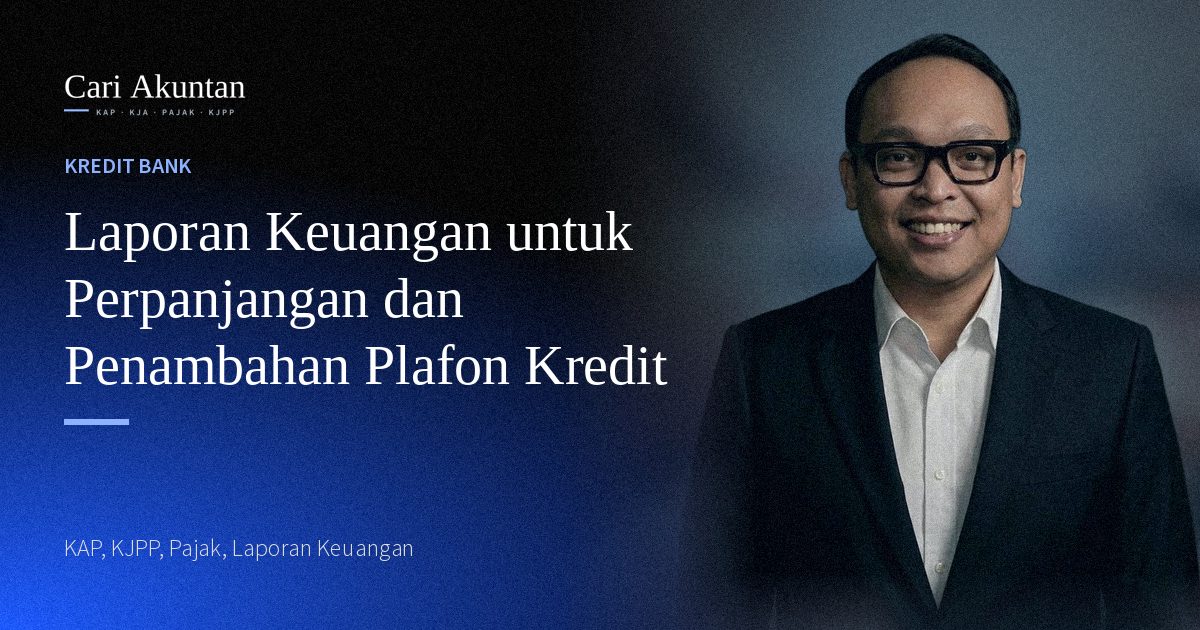 Cari Akuntan
KAP · KJA · PAJAK · KJPP
KREDIT BANK
Laporan Keuangan untuk
Perpanjangan dan
Penambahan Plafon Kredit
KAP, KJPP, Pajak, Laporan Keuangan